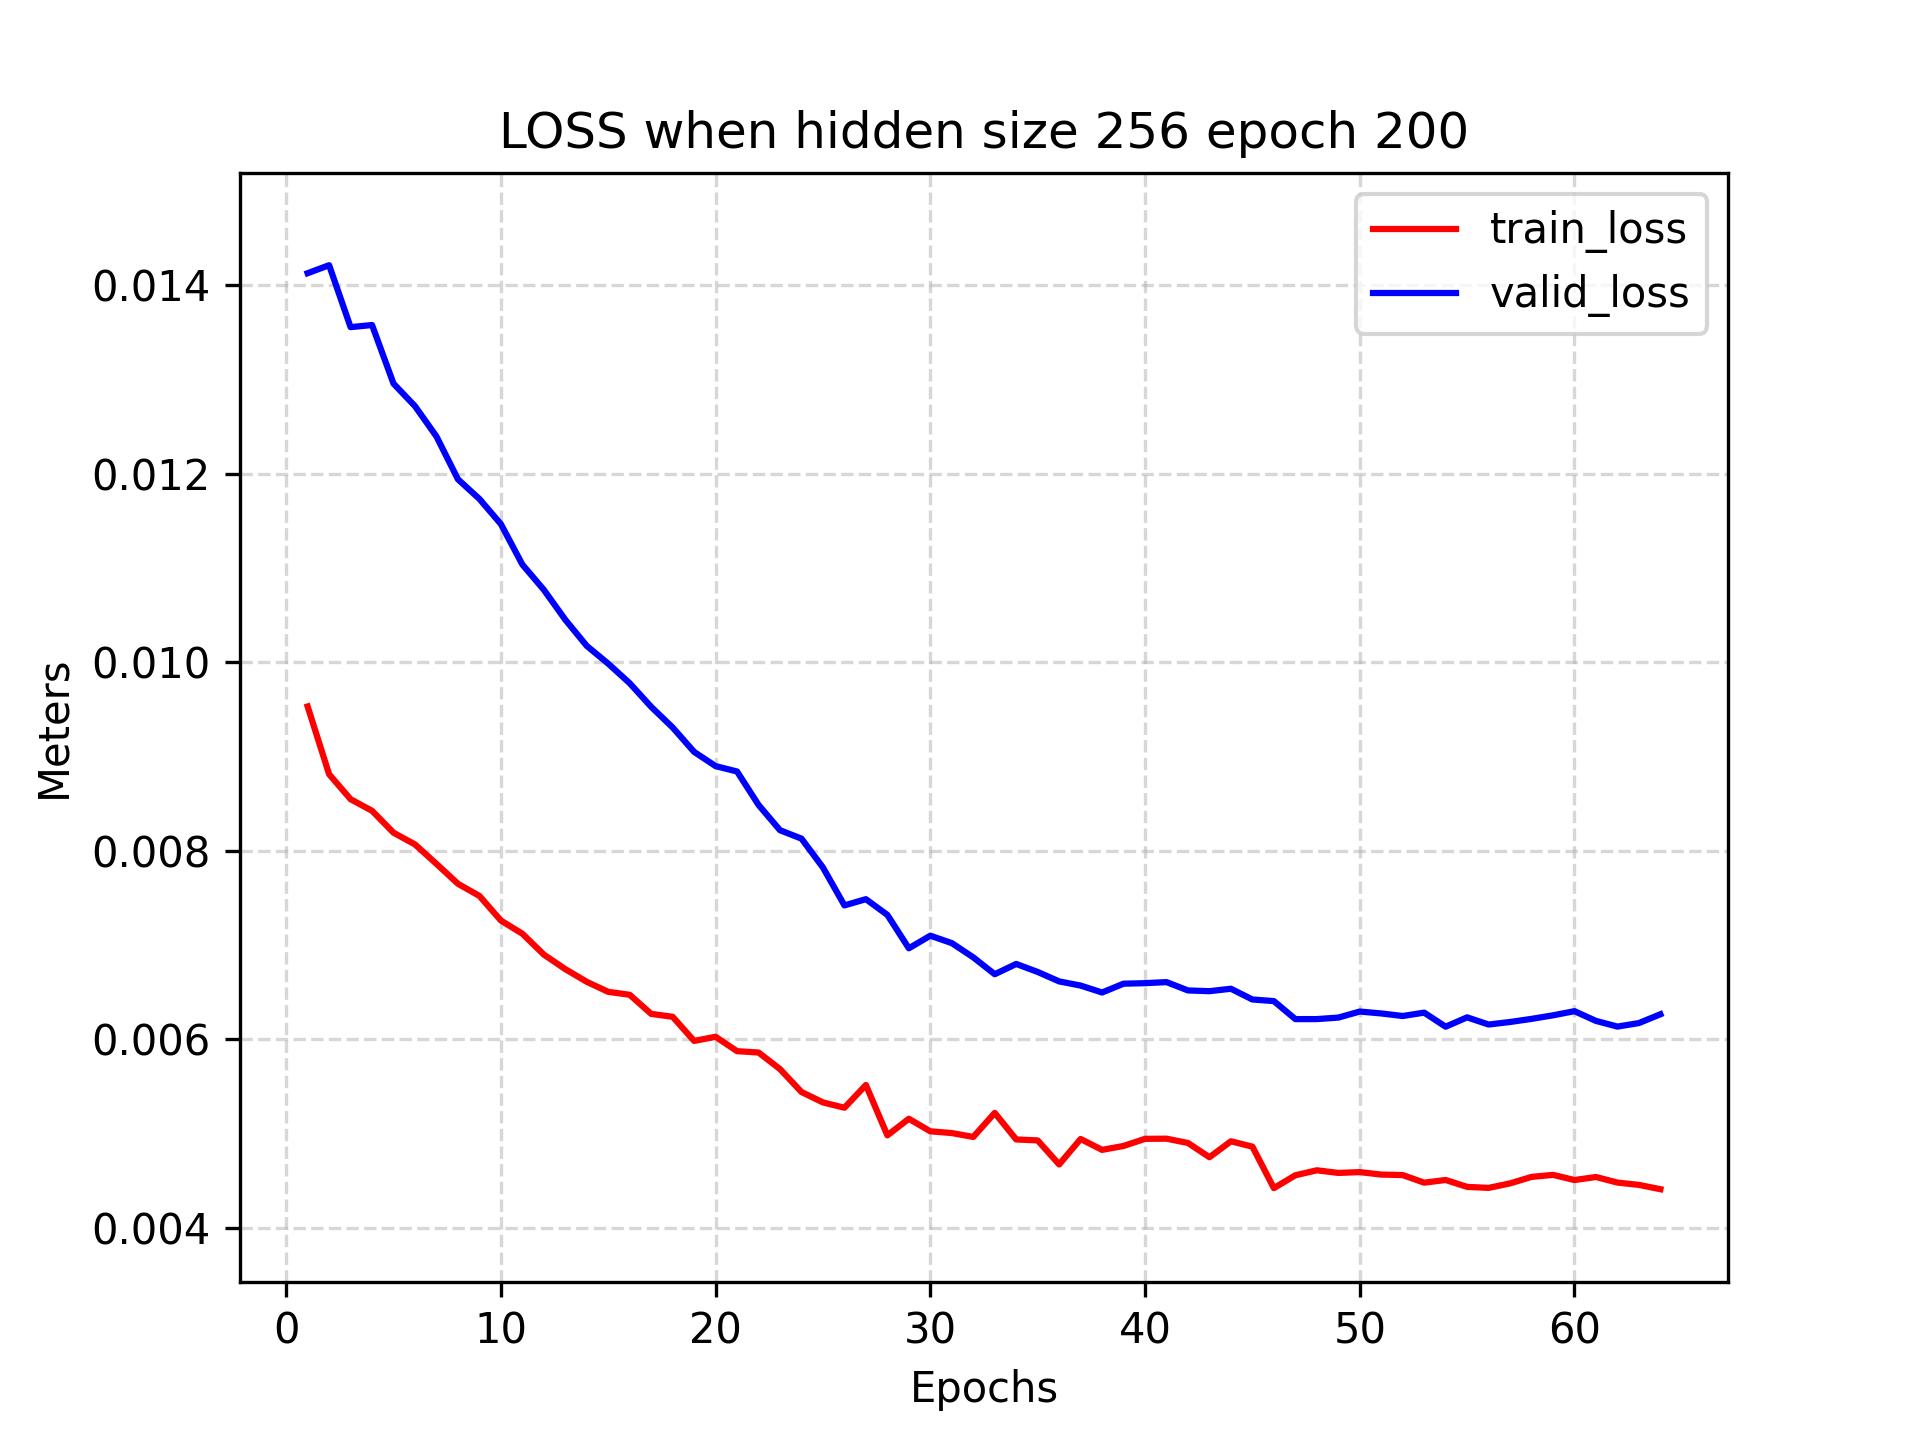 LOSS when hidden size 256 epoch 200
train_loss
valid_loss
0.014
0.012
0.010
0.008
0.006
0.004
Meters
0 10 20 30 40 50 60
Epochs